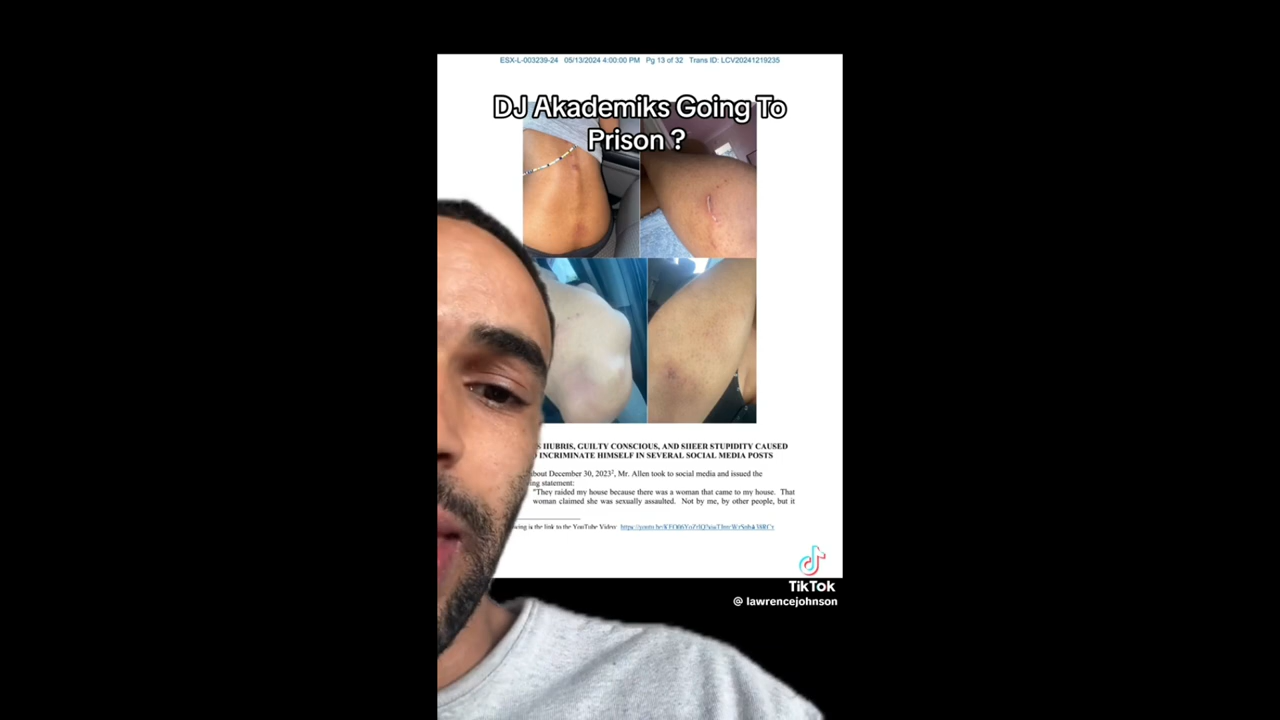 ESX-L-003239-24 05/13/2024 4:00:00 PM Pg 13 of 32 Trans ID: LCV20241219235
DJ Akademiks Going To
Prison ?
S HUBRIS, GUILTY CONSCIOUS, AND SHEER STUPIDITY CAUSED
INCRIMINATE HIMSELF IN SEVERAL SOCIAL MEDIA POSTS
about December 30, 2023², Mr. Allen took to social media and issued the
ing statement:
"They raided my house because there was a woman that came to my house. That
woman claimed she was sexually assaulted. Not by me, by other people, but it
wing is the link to the YouTube Video:
TikTok
@ lawrencejohnson